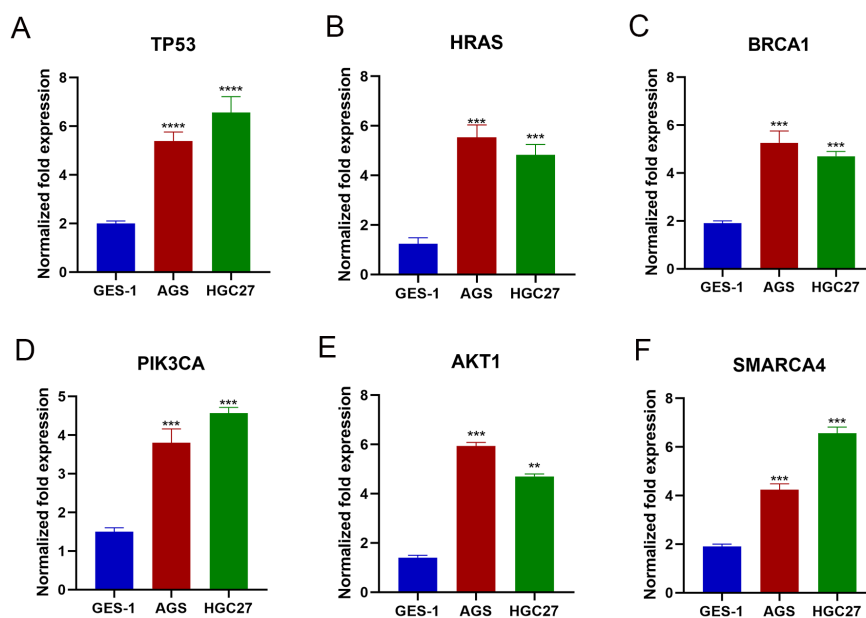 A
TP53
Normalized fold expression
8
6
4
2
0
****
****
GES-1 AGS HGC27
B
HRAS
Normalized fold expression
8
6
4
2
0
***
***
GES-1 AGS HGC27
C
BRCA1
Normalized fold expression
8
6
4
2
0
***
***
GES-1 AGS HGC27
D
PIK3CA
Normalized fold expression
5
4
3
2
1
0
***
***
GES-1 AGS HGC27
E
AKT1
Normalized fold expression
8
6
4
2
0
***
**
GES-1 AGS HGC27
F
SMARCA4
Normalized fold expression
8
6
4
2
0
***
***
GES-1 AGS HGC27